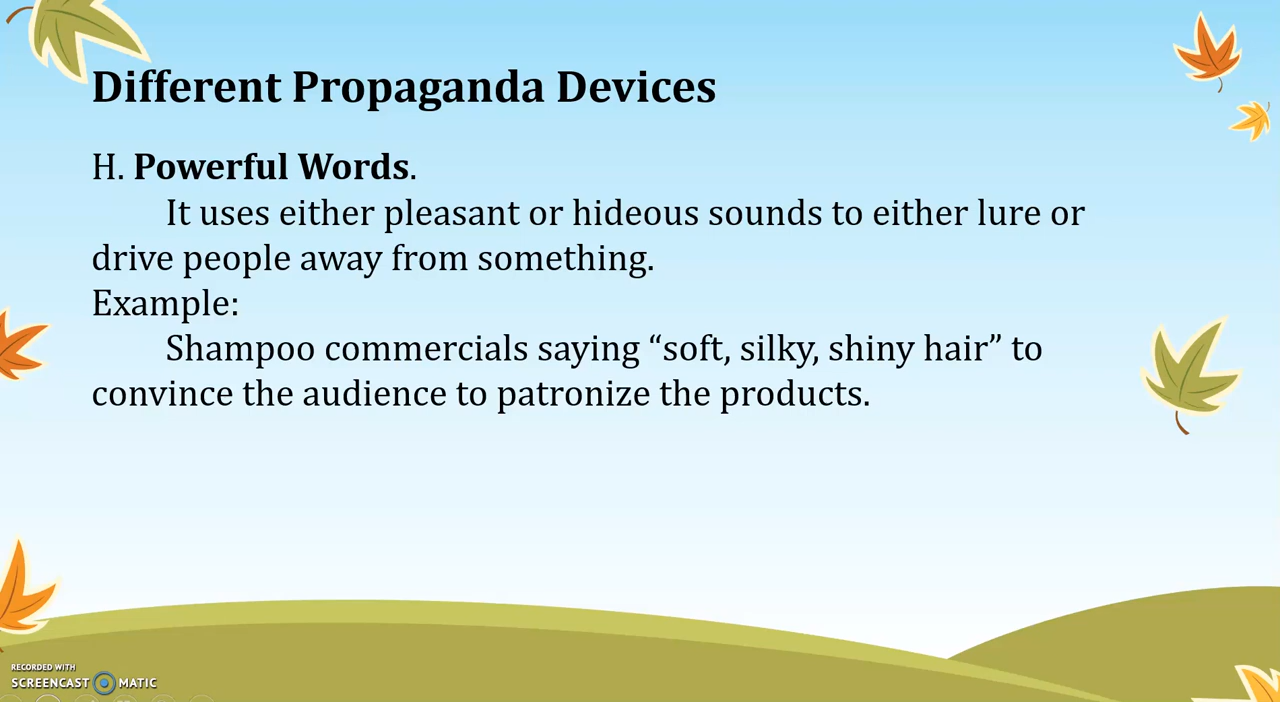 Different Propaganda Devices
H. Powerful Words.
It uses either pleasant or hideous sounds to either lure or
drive people away from something.
Example:
Shampoo commercials saying “soft, silky, shiny hair” to
convince the audience to patronize the products.
RECORDED WITH
SCREENCAST MATIC